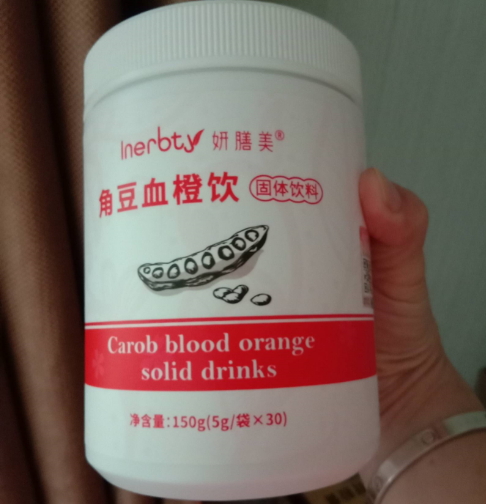 Inerbty 妍膳美®
角豆血橙饮 固体饮料
Carob blood orange
solid drinks
净含量:150g(5g/袋×30)